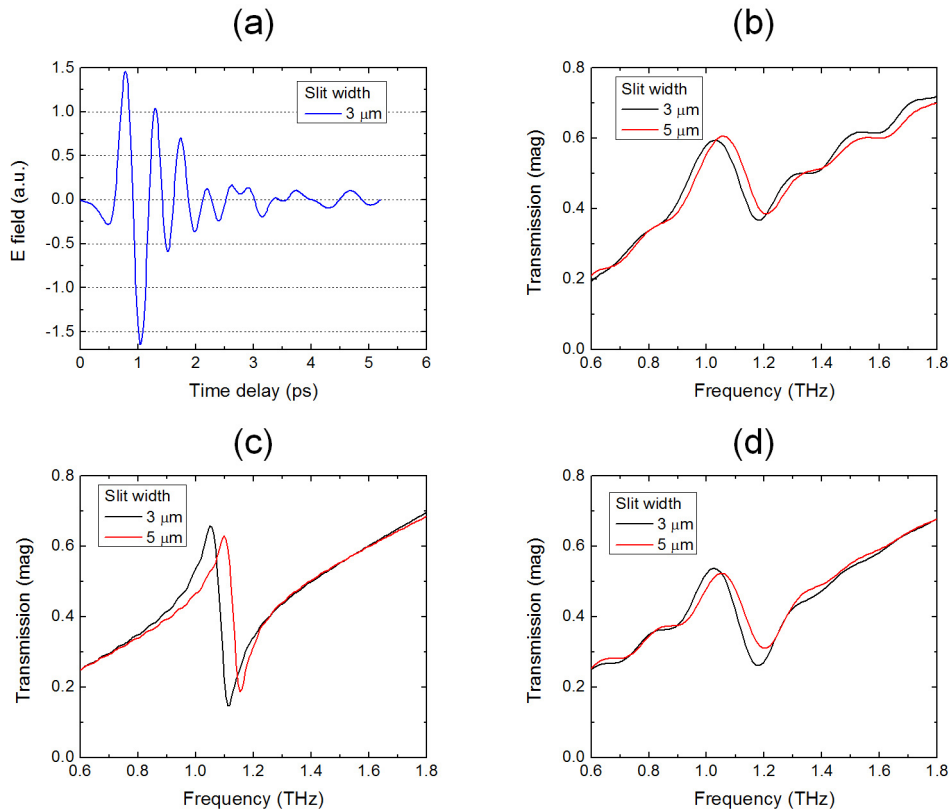 (a)
1.5
1.0
0.5
0.0
-0.5
-1.0
-1.5
0 1 2 3 4 5 6
E field (a.u.)
Time delay (ps)
Slit width
3 μm
(b)
0.8
0.6
0.4
0.2
0.0
0.6 0.8 1.0 1.2 1.4 1.6 1.8
Transmission (mag)
Frequency (THz)
Slit width
3 μm
5 μm
(c)
0.8
0.6
0.4
0.2
0.0
0.6 0.8 1.0 1.2 1.4 1.6 1.8
Transmission (mag)
Frequency (THz)
Slit width
3 μm
5 μm
(d)
0.8
0.6
0.4
0.2
0.0
0.6 0.8 1.0 1.2 1.4 1.6 1.8
Transmission (mag)
Frequency (THz)
Slit width
3 μm
5 μm